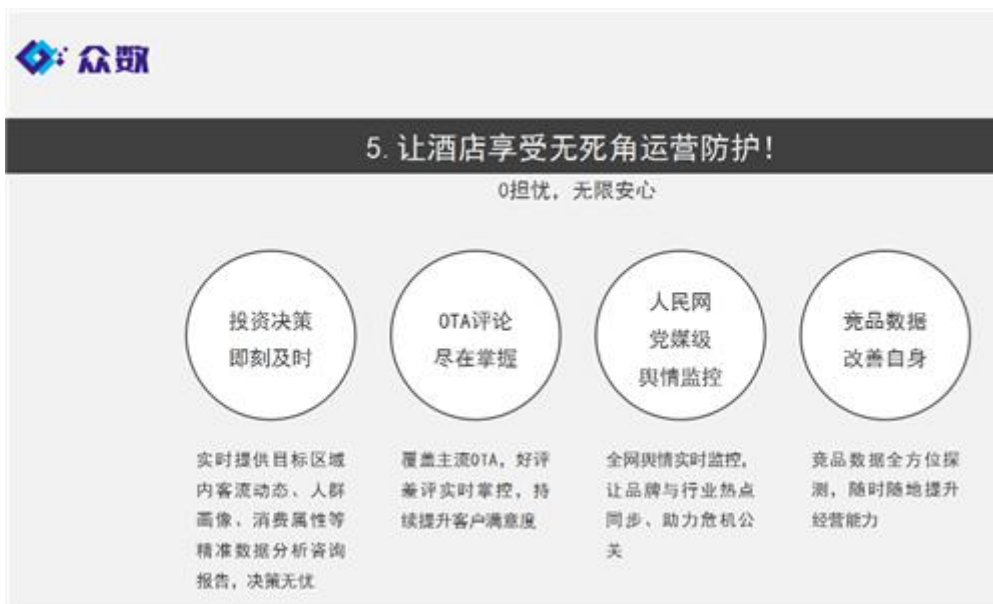 众数
5. 让酒店享受无死角运营防护!
0担忧，无限安心
投资决策
即刻及时
OTA评论
尽在掌握
人民网
党媒级
舆情监控
竞品数据
改善自身
实时提供目标区域
内客流动态、人群
画像、消费属性等
精准数据分析咨询
报告，决策无忧
覆盖主流OTA，好评
差评实时掌控，持
续提升客户满意度
全网舆情实时监控，
让品牌与行业热点
同步、助力危机公
关
竞品数据全方位探
测，随时随地提升
经营能力